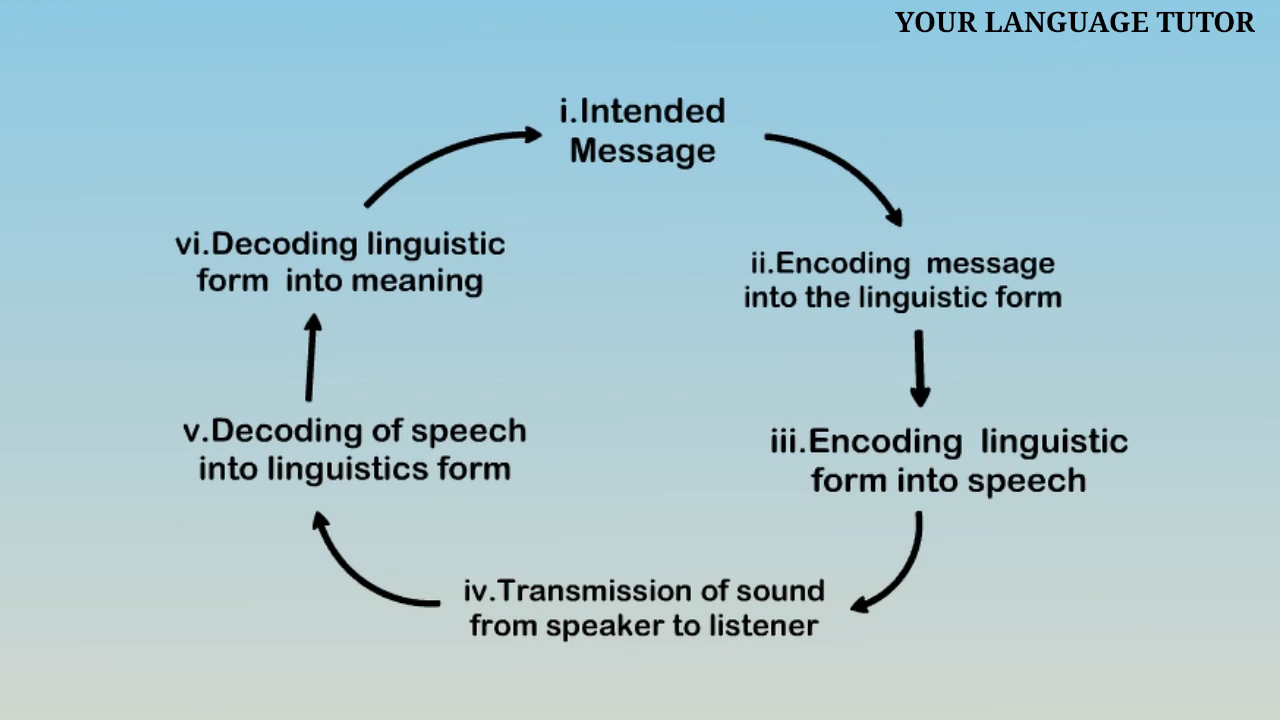 YOUR LANGUAGE TUTOR
i.Intended
Message
ii.Encoding message
into the linguistic form
iii.Encoding linguistic
form into speech
iv.Transmission of sound
from speaker to listener
v.Decoding of speech
into linguistics form
vi.Decoding linguistic
form into meaning